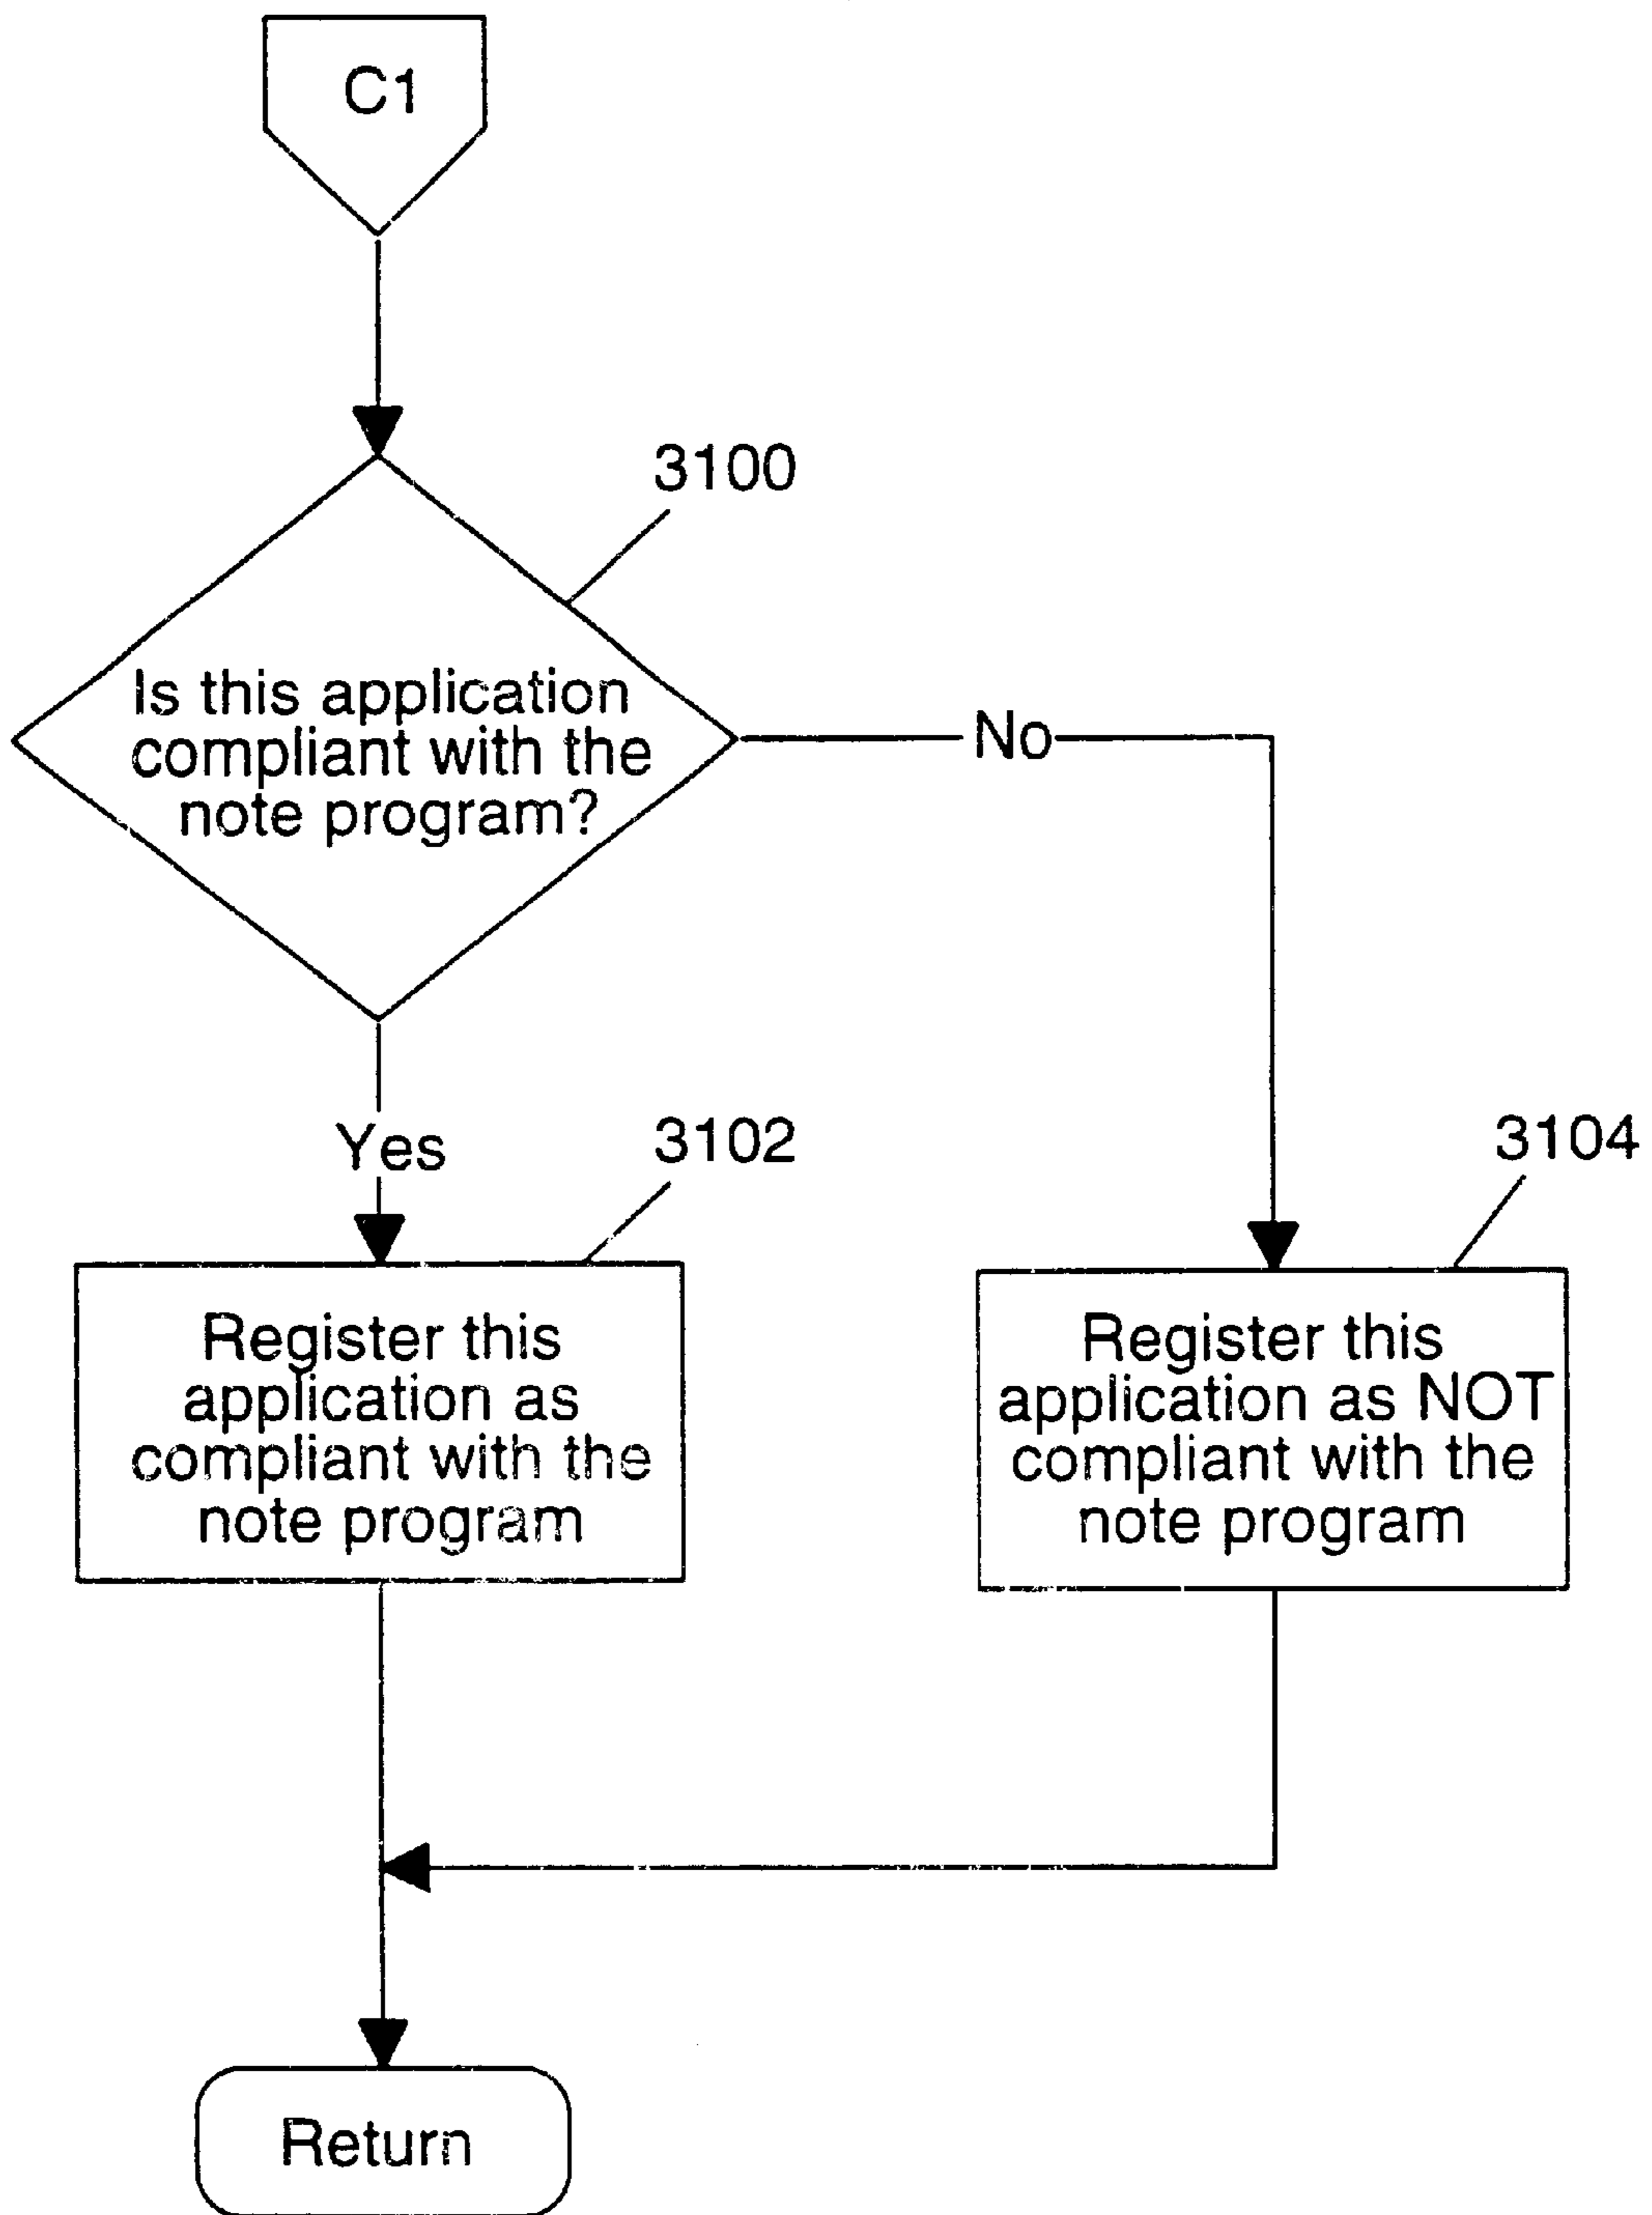 C1
3100
Is this application
compliant with the
note program?
No
Yes
3102
3104
Register this
application as
compliant with the
note program
Register this
application as NOT
compliant with the
note program
Return